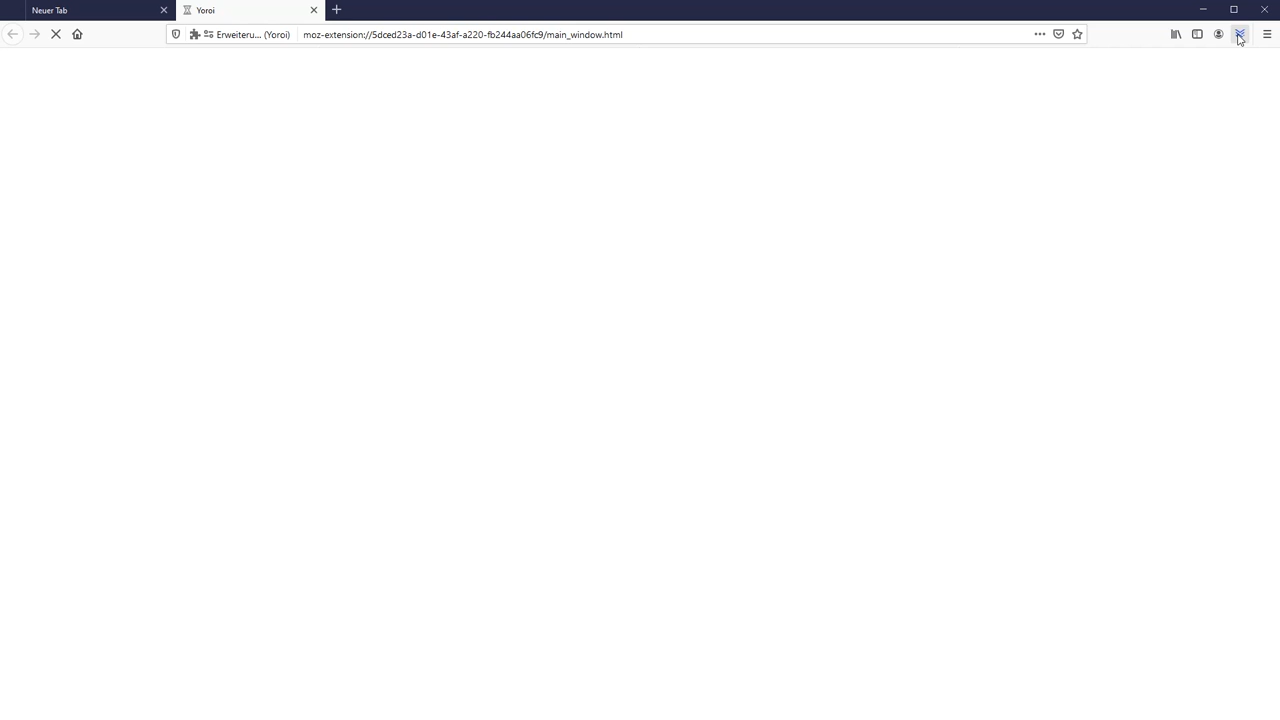 Neuer Tab
Yoroi
Erweiteru... (Yoroi)
moz-extension://5dced23a-d01e-43af-a220-fb244aa06fc9/main_window.html